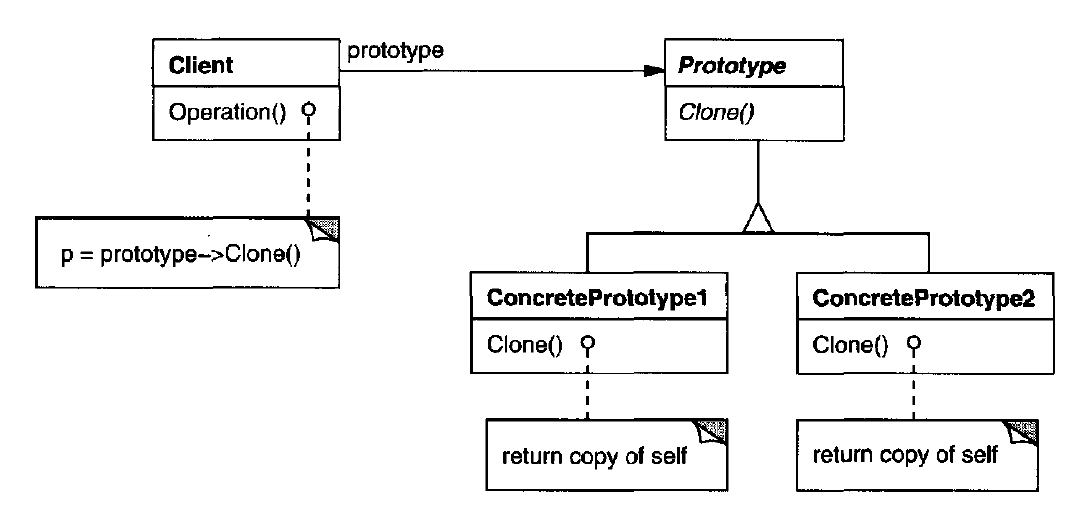 prototype
Client
Prototype
Operation()
Clone()
p = prototype->Clone()
ConcretePrototype1
ConcretePrototype2
Clone()
Clone()
return copy of self
return copy of self